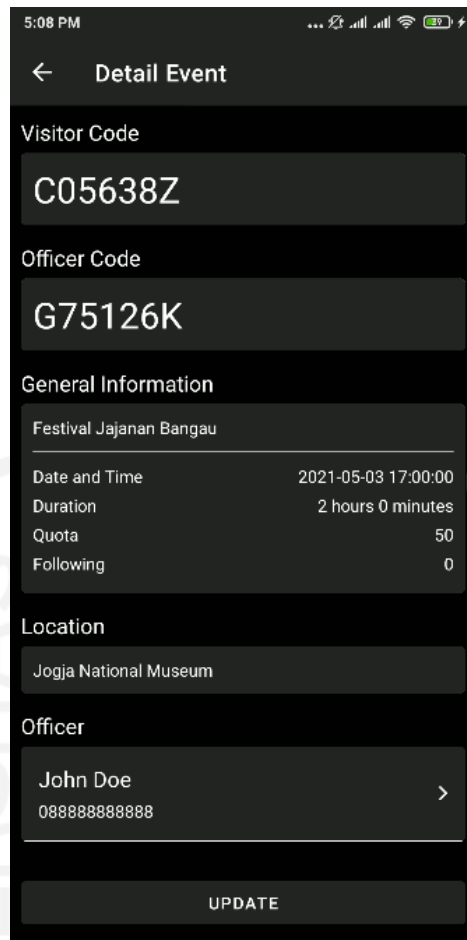 5:08 PM
Detail Event
Visitor Code
C05638Z
Officer Code
G75126K
General Information
Festival Jajanan Bangau
Date and Time 2021-05-03 17:00:00
Duration 2 hours 0 minutes
Quota 50
Following 0
Location
Jogja National Museum
Officer
John Doe
088888888888
UPDATE